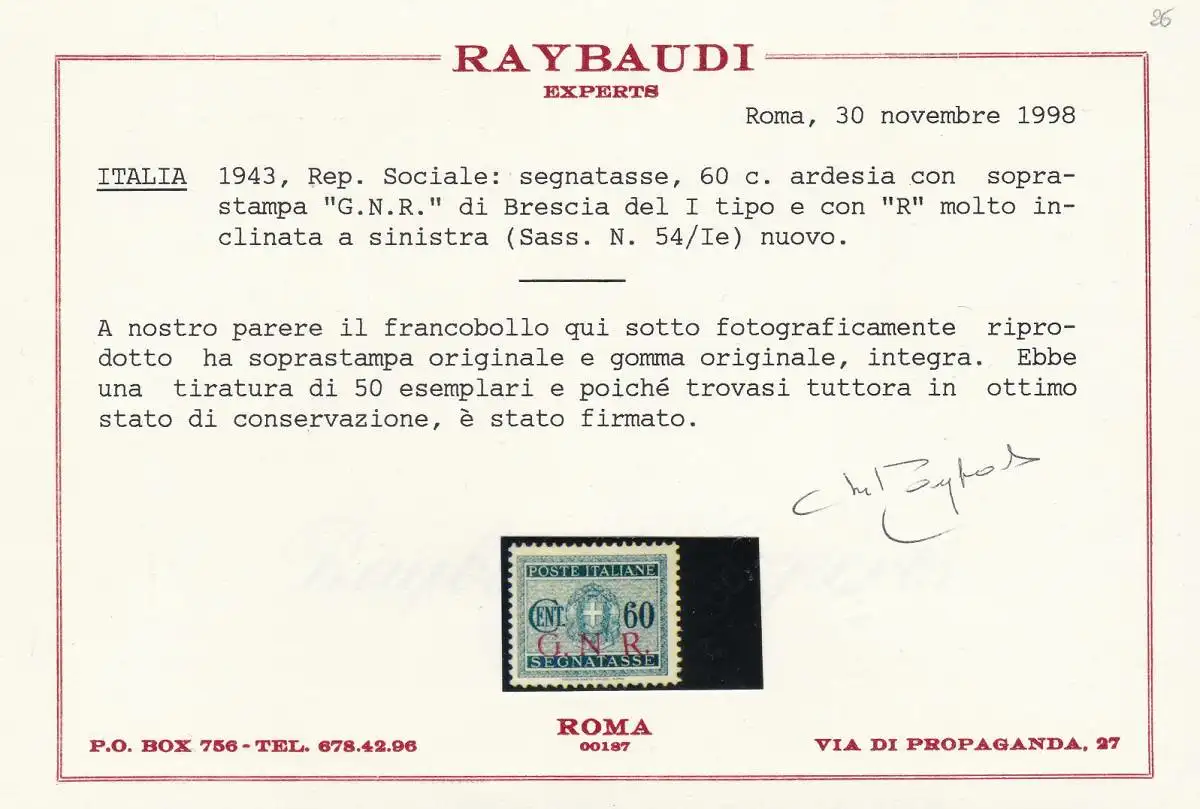 26
RAYBAUDI
EXPERTS
Roma, 30 novembre 1998
ITALIA 1943, Rep. Sociale: segnatasse, 60 c. ardesia con sopra-
stampa "G.N.R." di Brescia del I tipo e con "R" molto in-
clinata a sinistra (Sass. N. 54/Ie) nuovo.
A nostro parere il francobollo qui sotto fotograficamente ripro-
dotto ha soprastampa originale e gomma originale, integra. Ebbe
una tiratura di 50 esemplari e poiché trovasi tuttora in ottimo
stato di conservazione, è stato firmato.
POSTE ITALIANE
CENT. 60
G. N R.
SEGNATASSE
ROMA
00187
P.O. BOX 756 - TEL. 678.42.96
VIA DI PROPAGANDA, 27